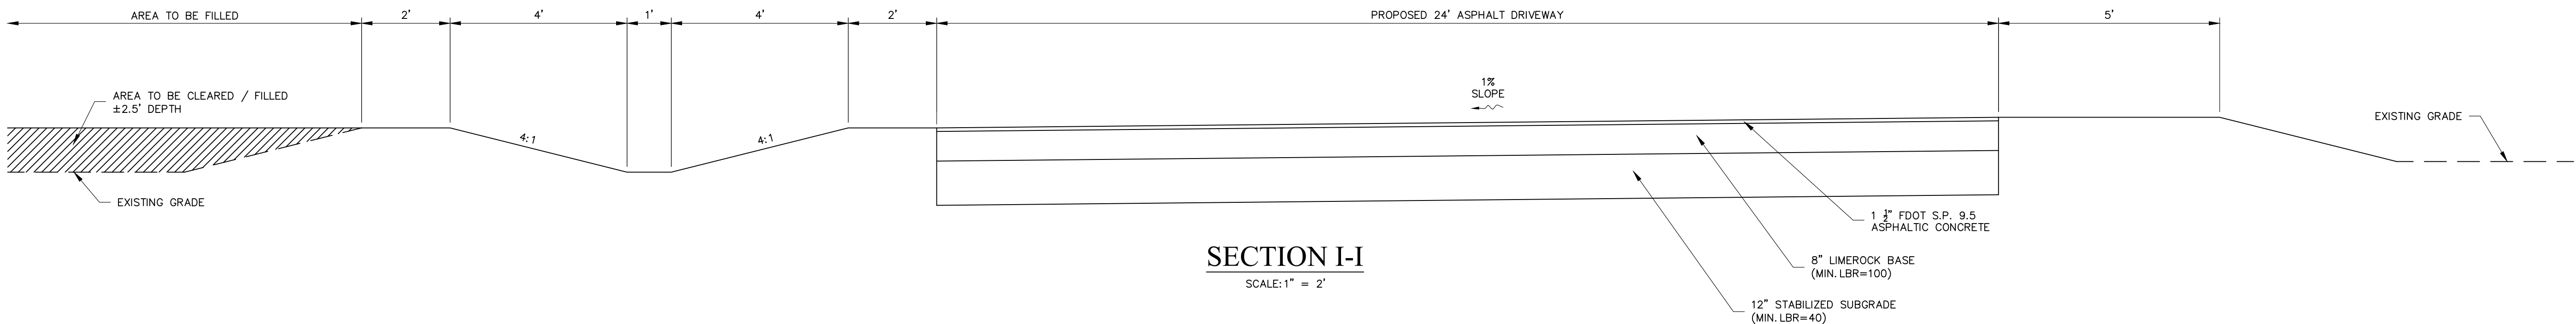 AREA TO BE FILLED
2'
4'
1'
4'
2'
PROPOSED 24' ASPHALT DRIVEWAY
5'
AREA TO BE CLEARED / FILLED
±2.5' DEPTH
1%
SLOPE
4:1
4:1
EXISTING GRADE
EXISTING GRADE
1 ½" FDOT S.P. 9.5
ASPHALTIC CONCRETE
SECTION I-I
SCALE: 1" = 2'
8" LIMEROCK BASE
(MIN. LBR=100)
12" STABILIZED SUBGRADE
(MIN. LBR=40)